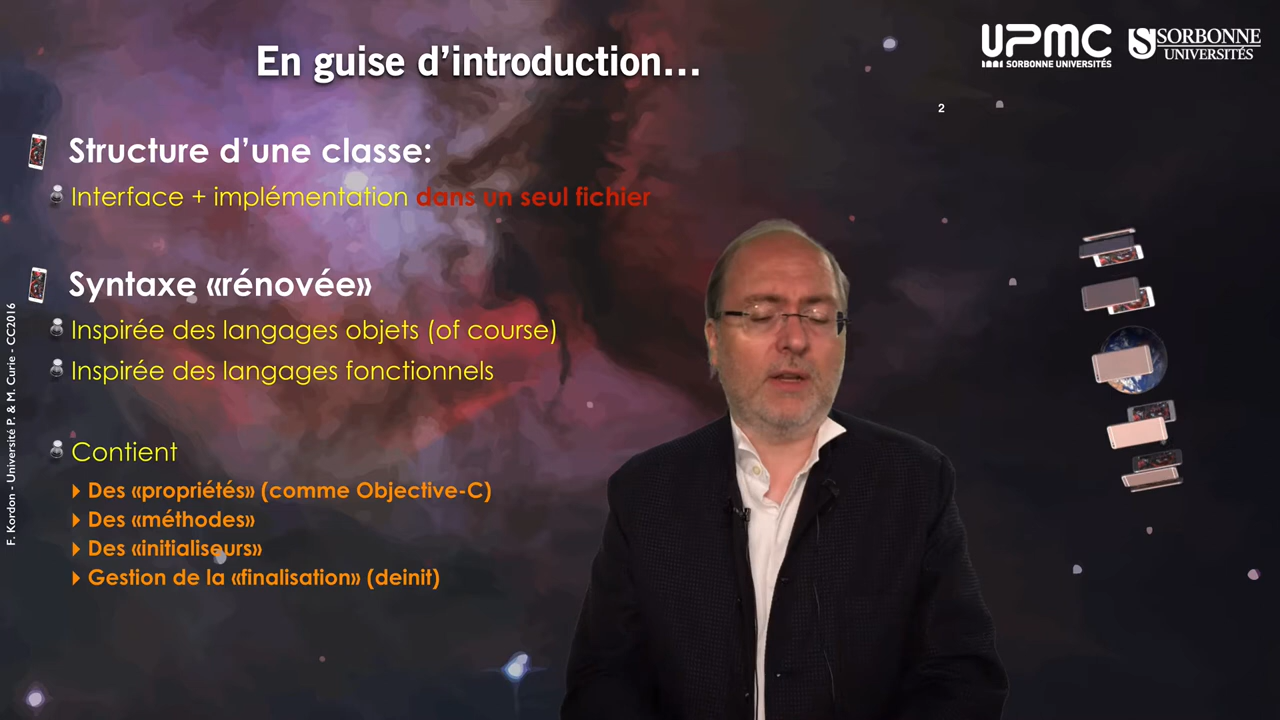 En guise d’introduction…
UPMC
SORBONNE UNIVERSITÉS
SORBONNE
UNIVERSITÉS
2
Structure d’une classe:
Interface + implémentation dans un seul fichier
Syntaxe «rénovée»
Inspirée des langages objets (of course)
Inspirée des langages fonctionnels
Contient
Des «propriétés» (comme Objective-C)
Des «méthodes»
Des «initialiseurs»
Gestion de la «finalisation» (deinit)
F. Kordon - Université P. & M. Curie - CC2016